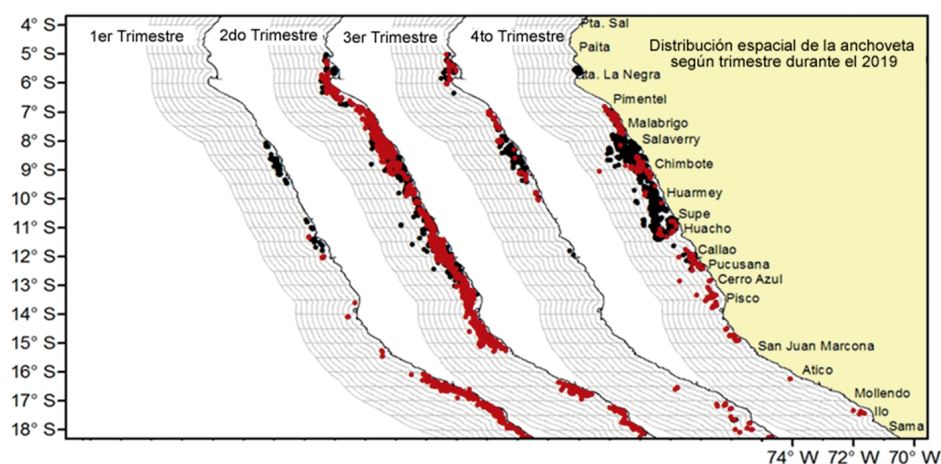 1er Trimestre
2do Trimestre
3er Trimestre
4to Trimestre
Distribución espacial de la anchoveta
según trimestre durante el 2019
4° S
5° S
6° S
7° S
8° S
9° S
10° S
11° S
12° S
13° S
14° S
15° S
16° S
17° S
18° S
Pta. Sal
Paita
Pta. La Negra
Pimentel
Malabrigo
Salaverry
Chimbote
Huarmey
Supe
Huacho
Callao
Pucusana
Cerro Azul
Pisco
San Juan Marcona
Atico
Mollendo
Ilo
Sama
74° W
72° W
70° W